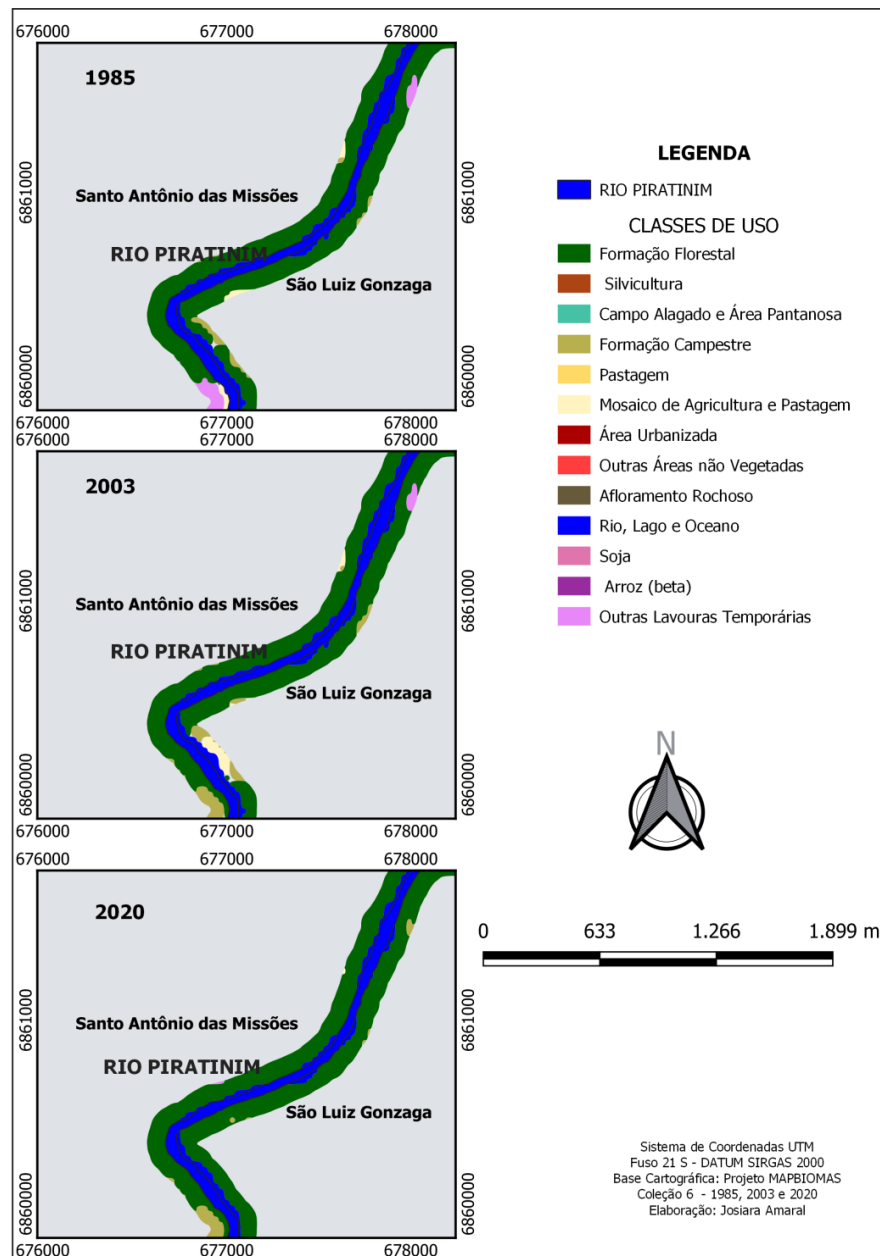 676000 677000 678000
1985
6861000
6861000
Santo Antônio das Missões
RIO PIRATINIM
São Luiz Gonzaga
6860000
6860000
676000 677000 678000
676000 677000 678000
2003
6861000
6861000
Santo Antônio das Missões
RIO PIRATINIM
São Luiz Gonzaga
6860000
6860000
676000 677000 678000
676000 677000 678000
2020
6861000
6861000
Santo Antônio das Missões
RIO PIRATINIM
São Luiz Gonzaga
6860000
6860000
676000 677000 678000
LEGENDA
RIO PIRATINIM
CLASSES DE USO
Formação Florestal
Silvicultura
Campo Alagado e Área Pantanosa
Formação Campestre
Pastagem
Mosaico de Agricultura e Pastagem
Área Urbanizada
Outras Áreas não Vegetadas
Afloramento Rochoso
Rio, Lago e Oceano
Soja
Arroz (beta)
Outras Lavouras Temporárias
N
0 633 1.266 1.899 m
Sistema de Coordenadas UTM
Fuso 21 S - DATUM SIRGAS 2000
Base Cartográfica: Projeto MAPBIOMAS
Coleção 6 - 1985, 2003 e 2020
Elaboração: Josiara Amaral